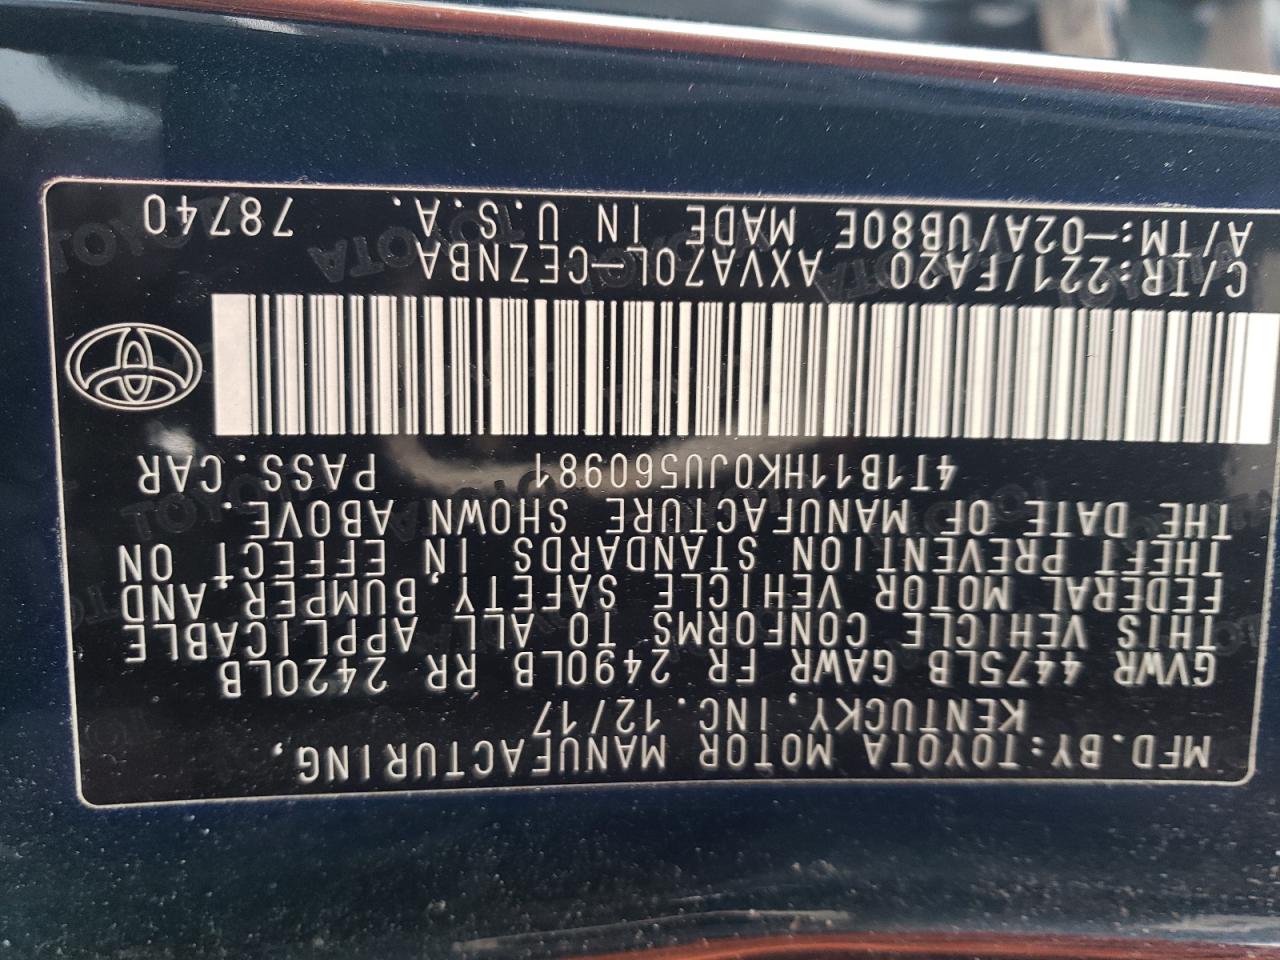 MFD.BY:TOYOTA MOTOR MANUFACTURING,
KENTUCKY,INC.12/17
GVWR 4475LB GAWR FR 2490LB RR 2420LB
THIS VEHICLE CONFORMS TO ALL APPLICABLE
FEDERAL MOTOR VEHICLE SAFETY,BUMPER,AND
THEFT PREVENTION STANDARDS IN EFFECT ON
THE DATE OF MANUFACTURE SHOWN ABOVE.
4T1B11HK0JU560981 PASS.CAR
C/TR:221/FA20 AXVA70L-CEZNBA
A/TM:-02A/UB80E MADE IN U.S.A. 78740